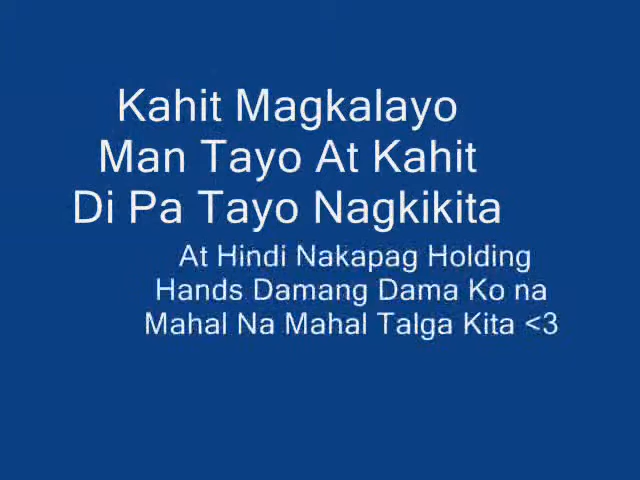 Kahit Magkalayo
Man Tayo At Kahit
Di Pa Tayo Nagkikita
At Hindi Nakapag Holding
Hands Damang Dama Ko na
Mahal Na Mahal Talga Kita <3